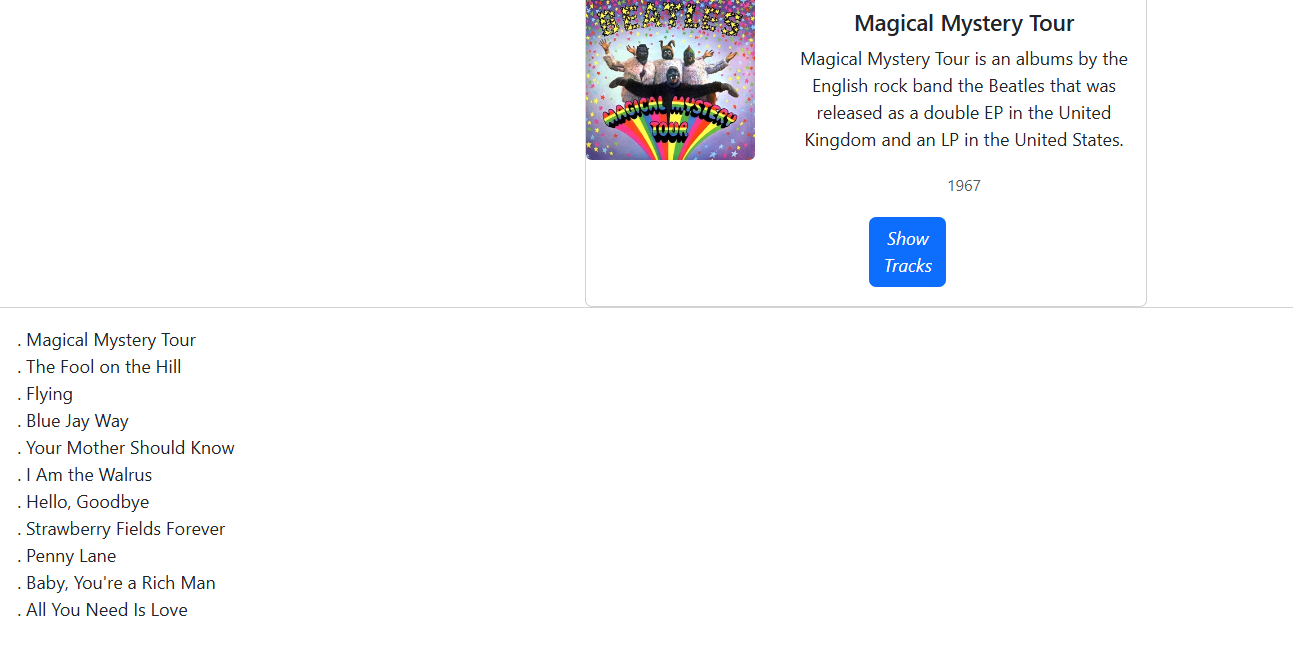 BEATLES
MAGICAL MYSTERY
TOUR
Magical Mystery Tour
Magical Mystery Tour is an albums by the
English rock band the Beatles that was
released as a double EP in the United
Kingdom and an LP in the United States.
1967
Show
Tracks
. Magical Mystery Tour
. The Fool on the Hill
. Flying
. Blue Jay Way
. Your Mother Should Know
. I Am the Walrus
. Hello, Goodbye
. Strawberry Fields Forever
. Penny Lane
. Baby, You're a Rich Man
. All You Need Is Love